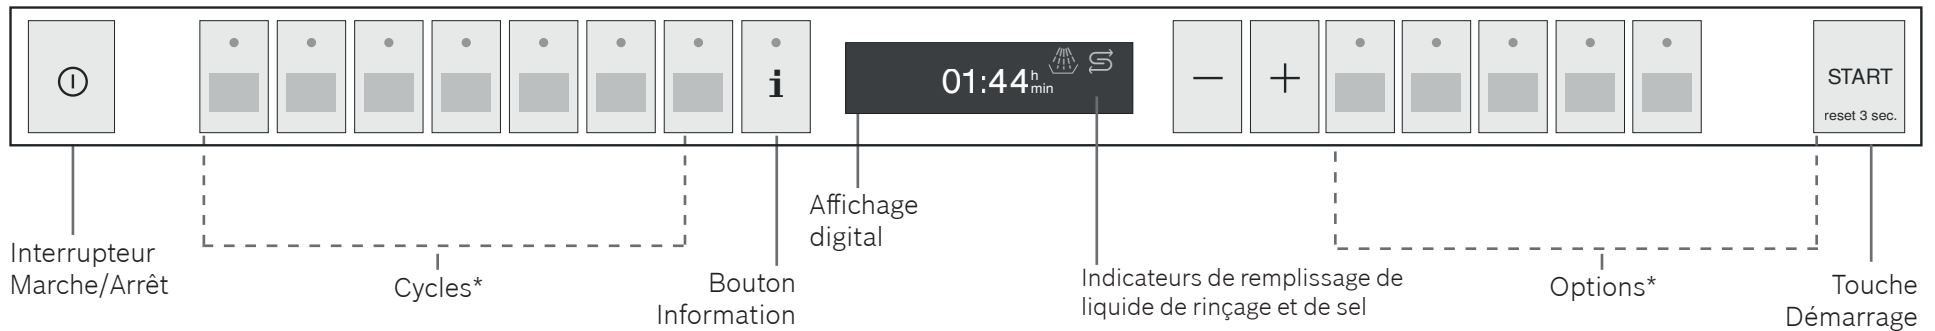 i
01:44 h min
START
reset 3 sec.
Interrupteur
Marche/Arrêt
Cycles*
Bouton
Information
Affichage
digital
Indicateurs de remplissage de
liquide de rinçage et de sel
Options*
Touche
Démarrage